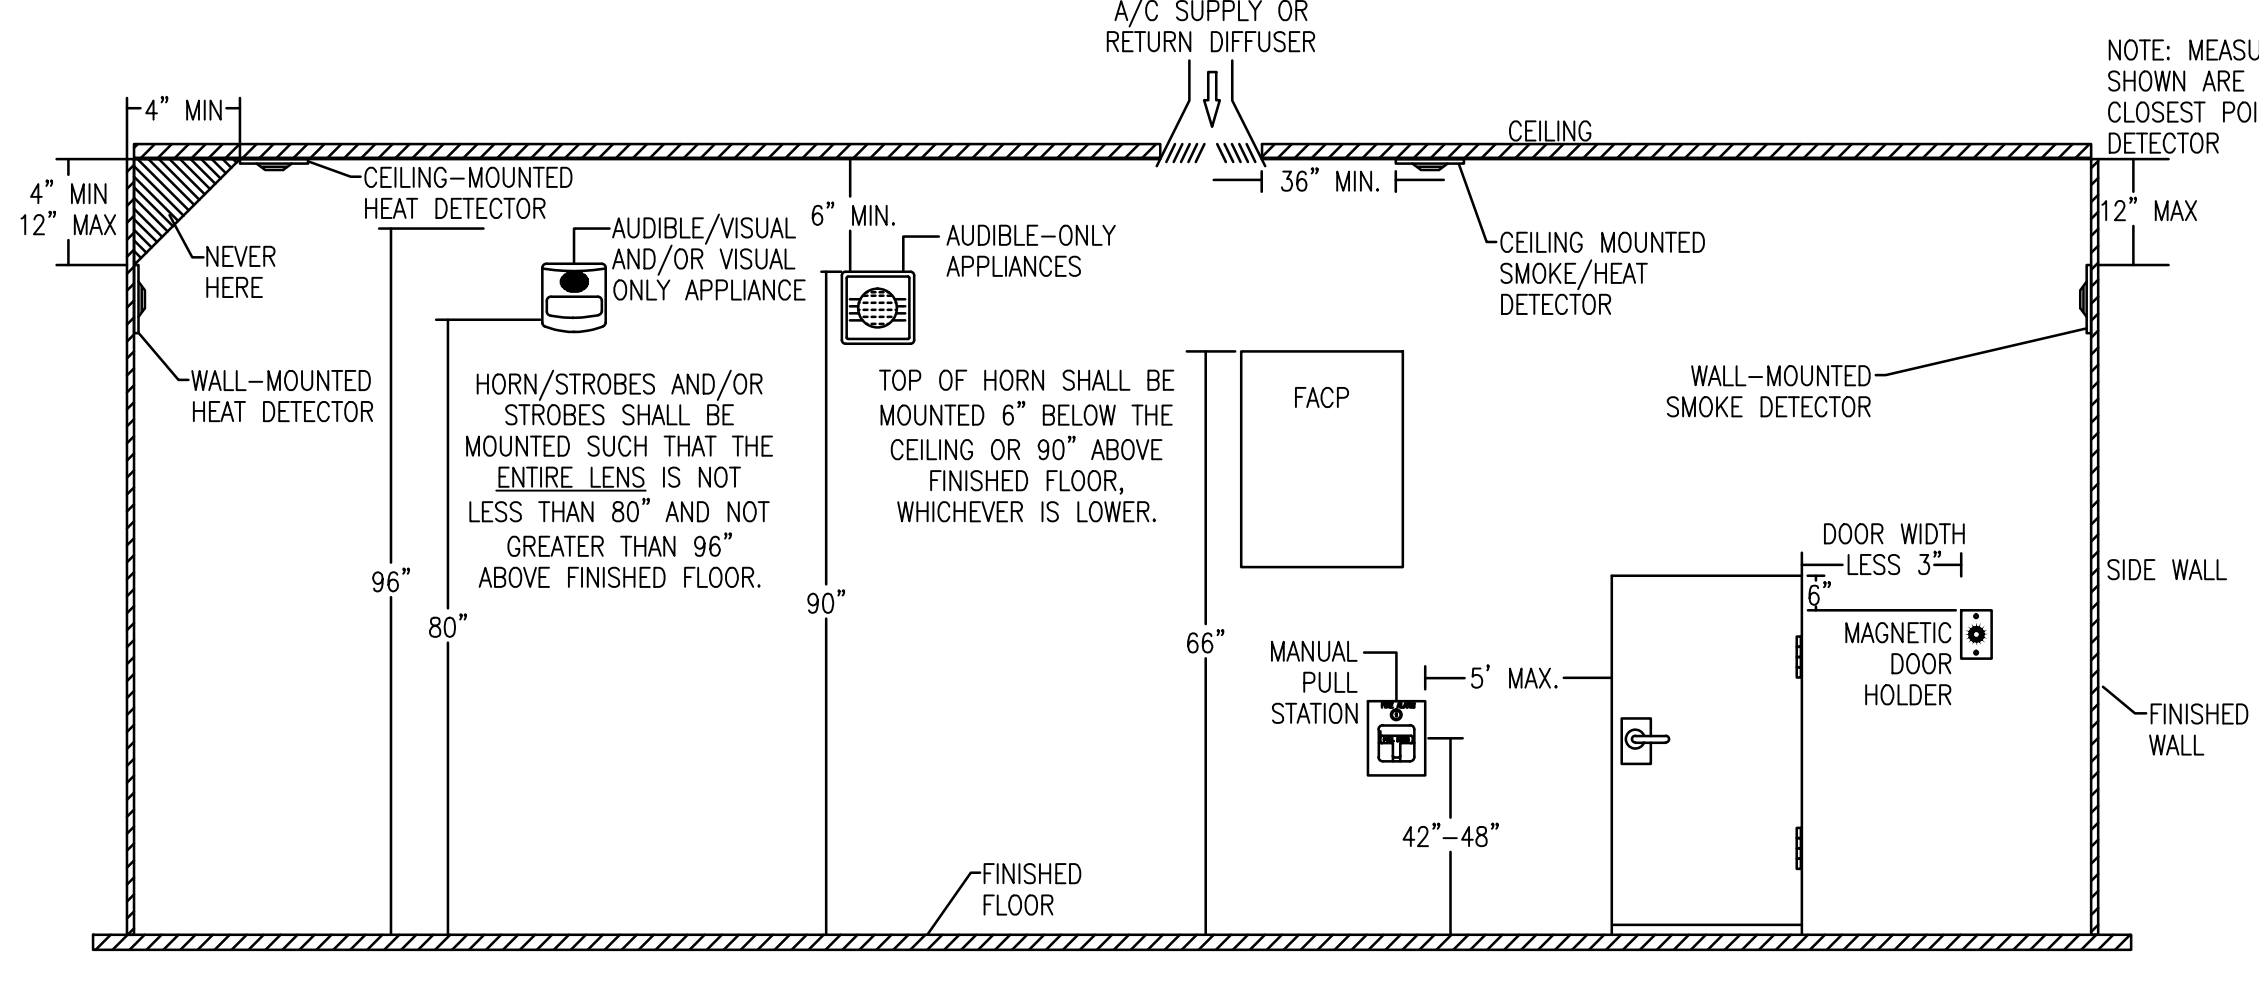 A/C SUPPLY OR
RETURN DIFFUSER
NOTE:
SHOWN ARE
CLOSEST
DETECTOR
4” MIN
CEILING
4” MIN
12” MAX
CEILING-MOUNTED
HEAT DETECTOR
NEVER
HERE
AUDIBLE/VISUAL
AND/OR VISUAL
ONLY APPLIANCE
6” MIN.
AUDIBLE-ONLY
APPLIANCES
36” MIN.
CEILING MOUNTED
SMOKE/HEAT
DETECTOR
12” MAX
WALL-MOUNTED
HEAT DETECTOR
HORN/STROBES AND/OR
STROBES SHALL BE
MOUNTED SUCH THAT THE
ENTIRE LENS IS NOT
LESS THAN 80” AND NOT
GREATER THAN 96”
ABOVE FINISHED FLOOR.
TOP OF HORN SHALL BE
MOUNTED 6” BELOW THE
CEILING OR 90” ABOVE
FINISHED FLOOR,
WHICHEVER IS LOWER.
FACP
WALL-MOUNTED
SMOKE DETECTOR
96”
80”
90”
66”
DOOR WIDTH
LESS 3”
6”
SIDE WALL
MANUAL
PULL
STATION
5’ MAX.
MAGNETIC
DOOR
HOLDER
FINISHED
WALL
42”-48”
FINISHED
FLOOR